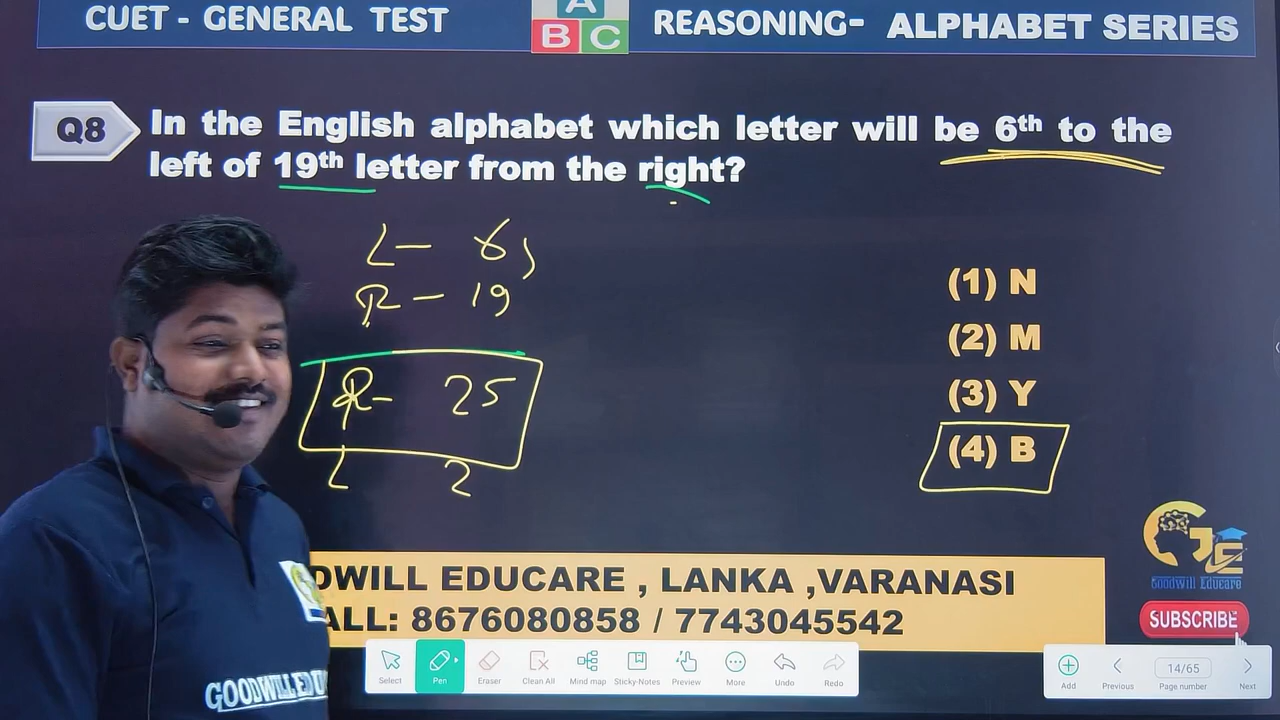 CUET - GENERAL TEST
A
B C
REASONING- ALPHABET SERIES
Q8
In the English alphabet which letter will be 6th to the
left of 19th letter from the right?
L - 6,
R - 19
R- 25
L 2
(1) N
(2) M
(3) Y
(4) B
DWILL EDUCARE , LANKA ,VARANASI
ALL: 8676080858 / 7743045542
GE
Goodwill Educare
SUBSCRIBE
GOODWILL EDU
Select
Pen
Eraser
Clean All
Mind map
Sticky-Notes
Preview
More
Undo
Redo
Add
Previous
14/65
Page number
Next